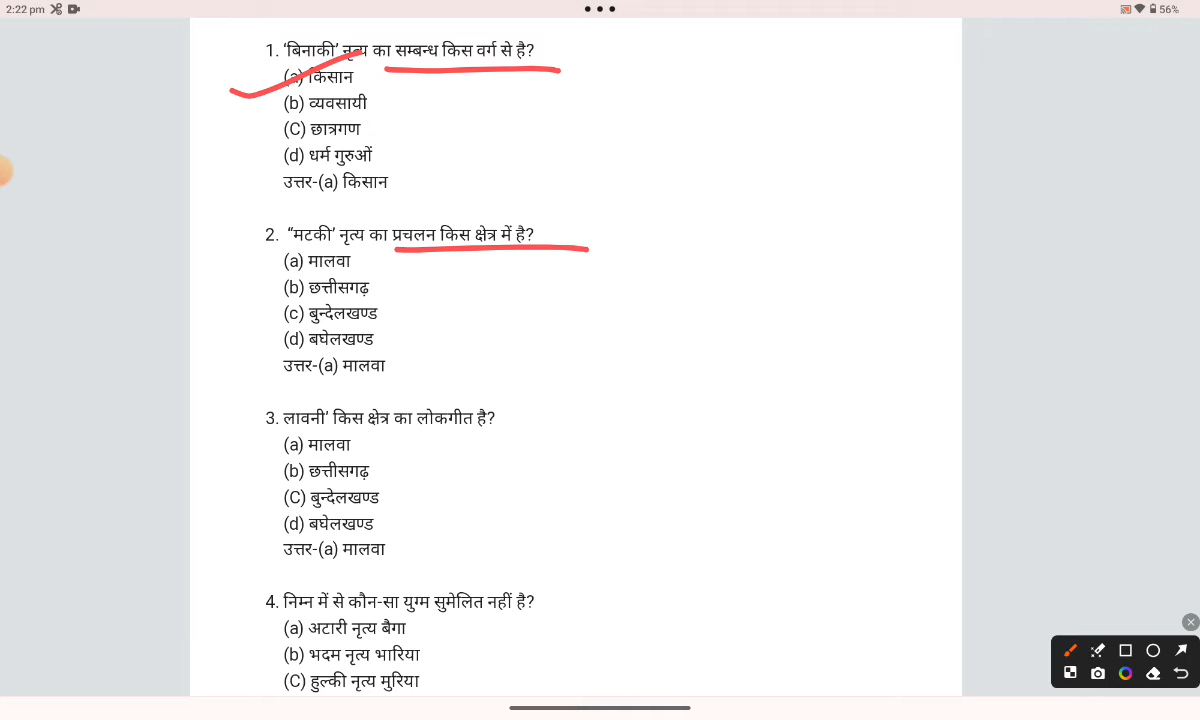 2:22 pm
56%
1. ‘बिनाकी’ नृत्य का सम्बन्ध किस वर्ग से है?
(a) किसान
(b) व्यवसायी
(C) छात्रगण
(d) धर्म गुरुओं
उत्तर-(a) किसान
2. “मटकी’ नृत्य का प्रचलन किस क्षेत्र में है?
(a) मालवा
(b) छत्तीसगढ़
(c) बुन्देलखण्ड
(d) बघेलखण्ड
उत्तर-(a) मालवा
3. लावनी’ किस क्षेत्र का लोकगीत है?
(a) मालवा
(b) छत्तीसगढ़
(C) बुन्देलखण्ड
(d) बघेलखण्ड
उत्तर-(a) मालवा
4. निम्न में से कौन-सा युग्म सुमेलित नहीं है?
(a) अटारी नृत्य बैगा
(b) भदम नृत्य भारिया
(C) हुल्की नृत्य मुरिया